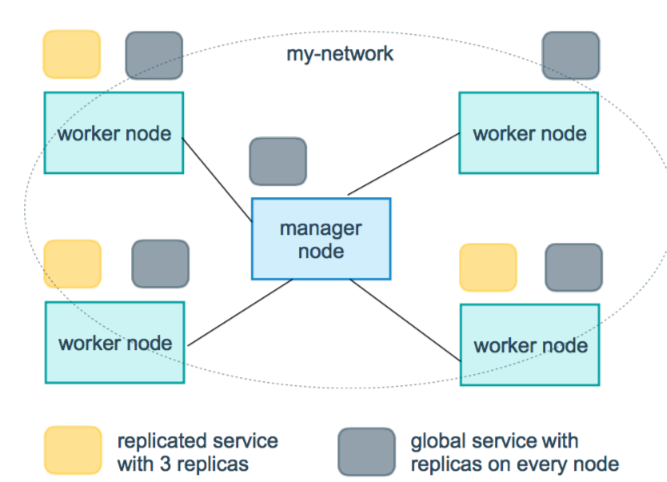 my-network
worker node
worker node
manager
node
worker node
worker node
replicated service
with 3 replicas
global service with
replicas on every node